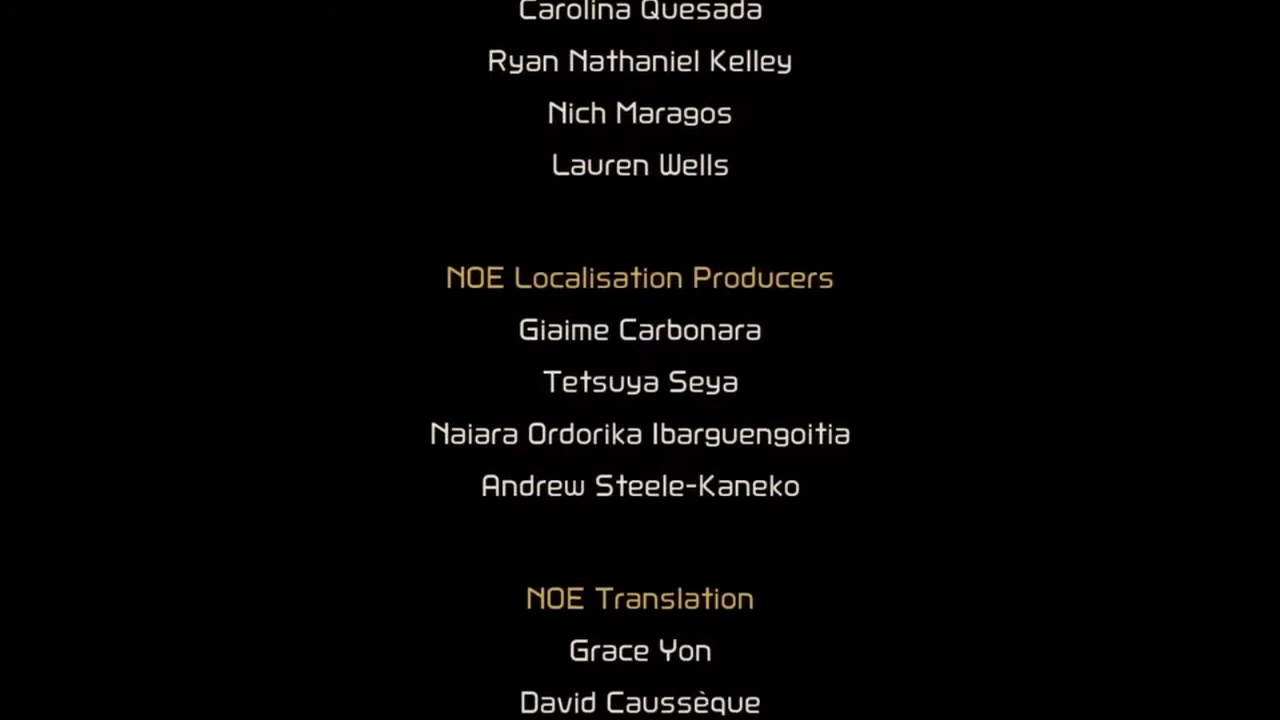 Carolina Quesada
Ryan Nathaniel Kelley
Nich Maragos
Lauren Wells
NOE Localisation Producers
Giaime Carbonara
Tetsuya Seya
Naiara Ordorika Ibarguengoitia
Andrew Steele-Kaneko
NOE Translation
Grace Yon
David Caussèque